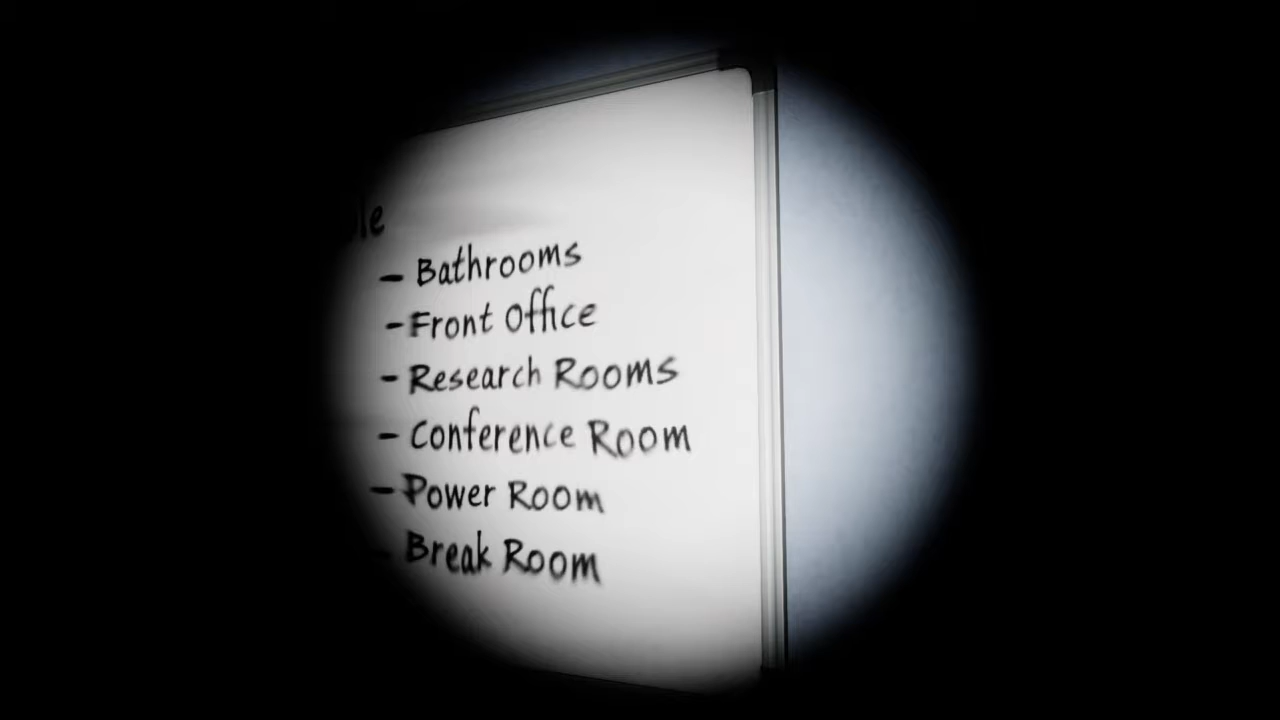 - Bathrooms
- Front Office
- Research Rooms
- Conference Room
- Power Room
- Break Room